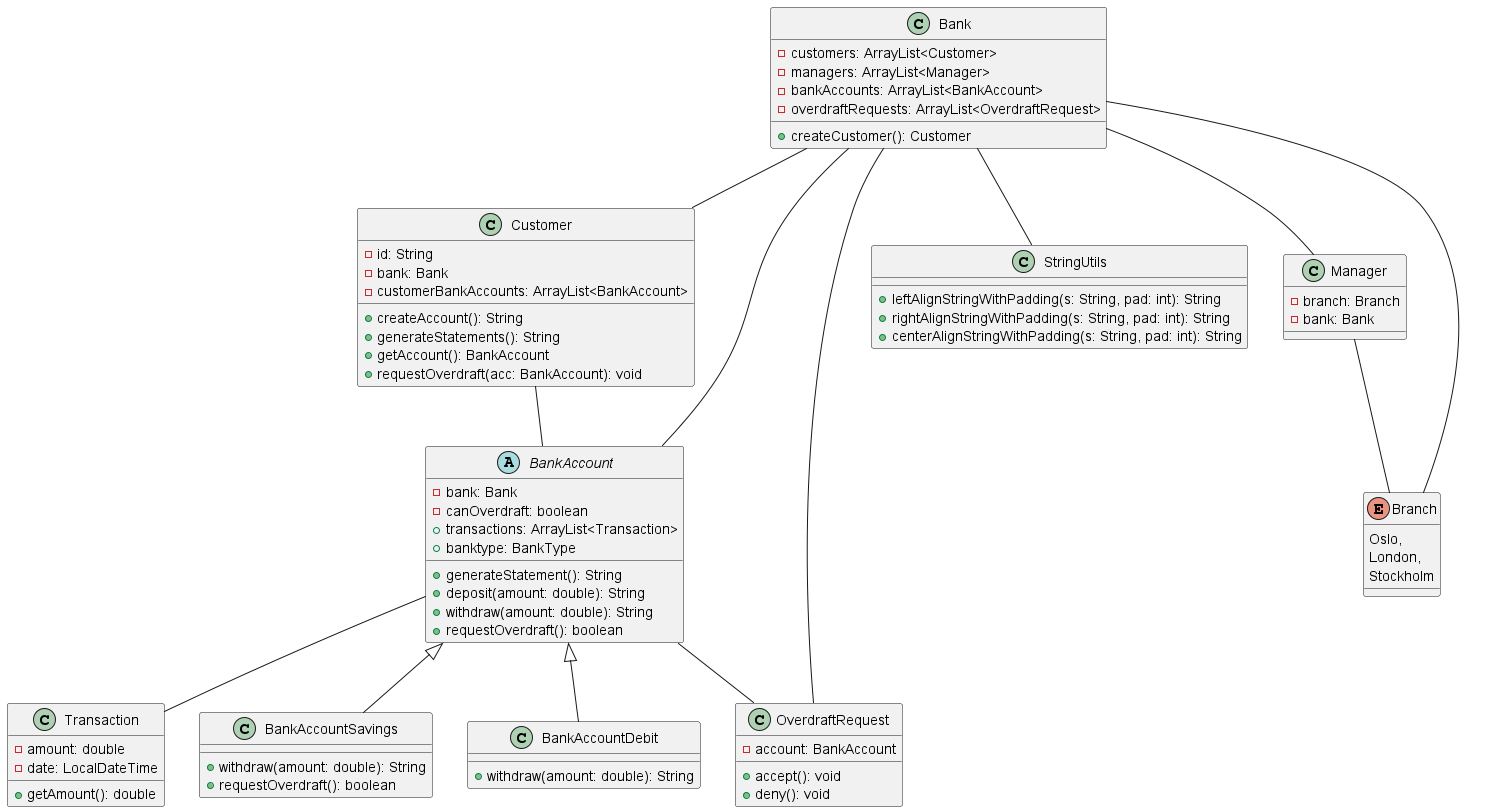 C Bank
customers: ArrayList<Customer>
managers: ArrayList<Manager>
bankAccounts: ArrayList<BankAccount>
overdraftRequests: ArrayList<OverdraftRequest>
createCustomer(): Customer
C Customer
id: String
bank: Bank
customerBankAccounts: ArrayList<BankAccount>
createAccount(): String
generateStatements(): String
getAccount(): BankAccount
requestOverdraft(acc: BankAccount): void
C StringUtils
leftAlignStringWithPadding(s: String, pad: int): String
rightAlignStringWithPadding(s: String, pad: int): String
centerAlignStringWithPadding(s: String, pad: int): String
C Manager
branch: Branch
bank: Bank
A BankAccount
bank: Bank
canOverdraft: boolean
transactions: ArrayList<Transaction>
banktype: BankType
generateStatement(): String
deposit(amount: double): String
withdraw(amount: double): String
requestOverdraft(): boolean
E Branch
Oslo,
London,
Stockholm
C Transaction
amount: double
date: LocalDateTime
getAmount(): double
C BankAccountSavings
withdraw(amount: double): String
requestOverdraft(): boolean
C BankAccountDebit
withdraw(amount: double): String
C OverdraftRequest
account: BankAccount
accept(): void
deny(): void